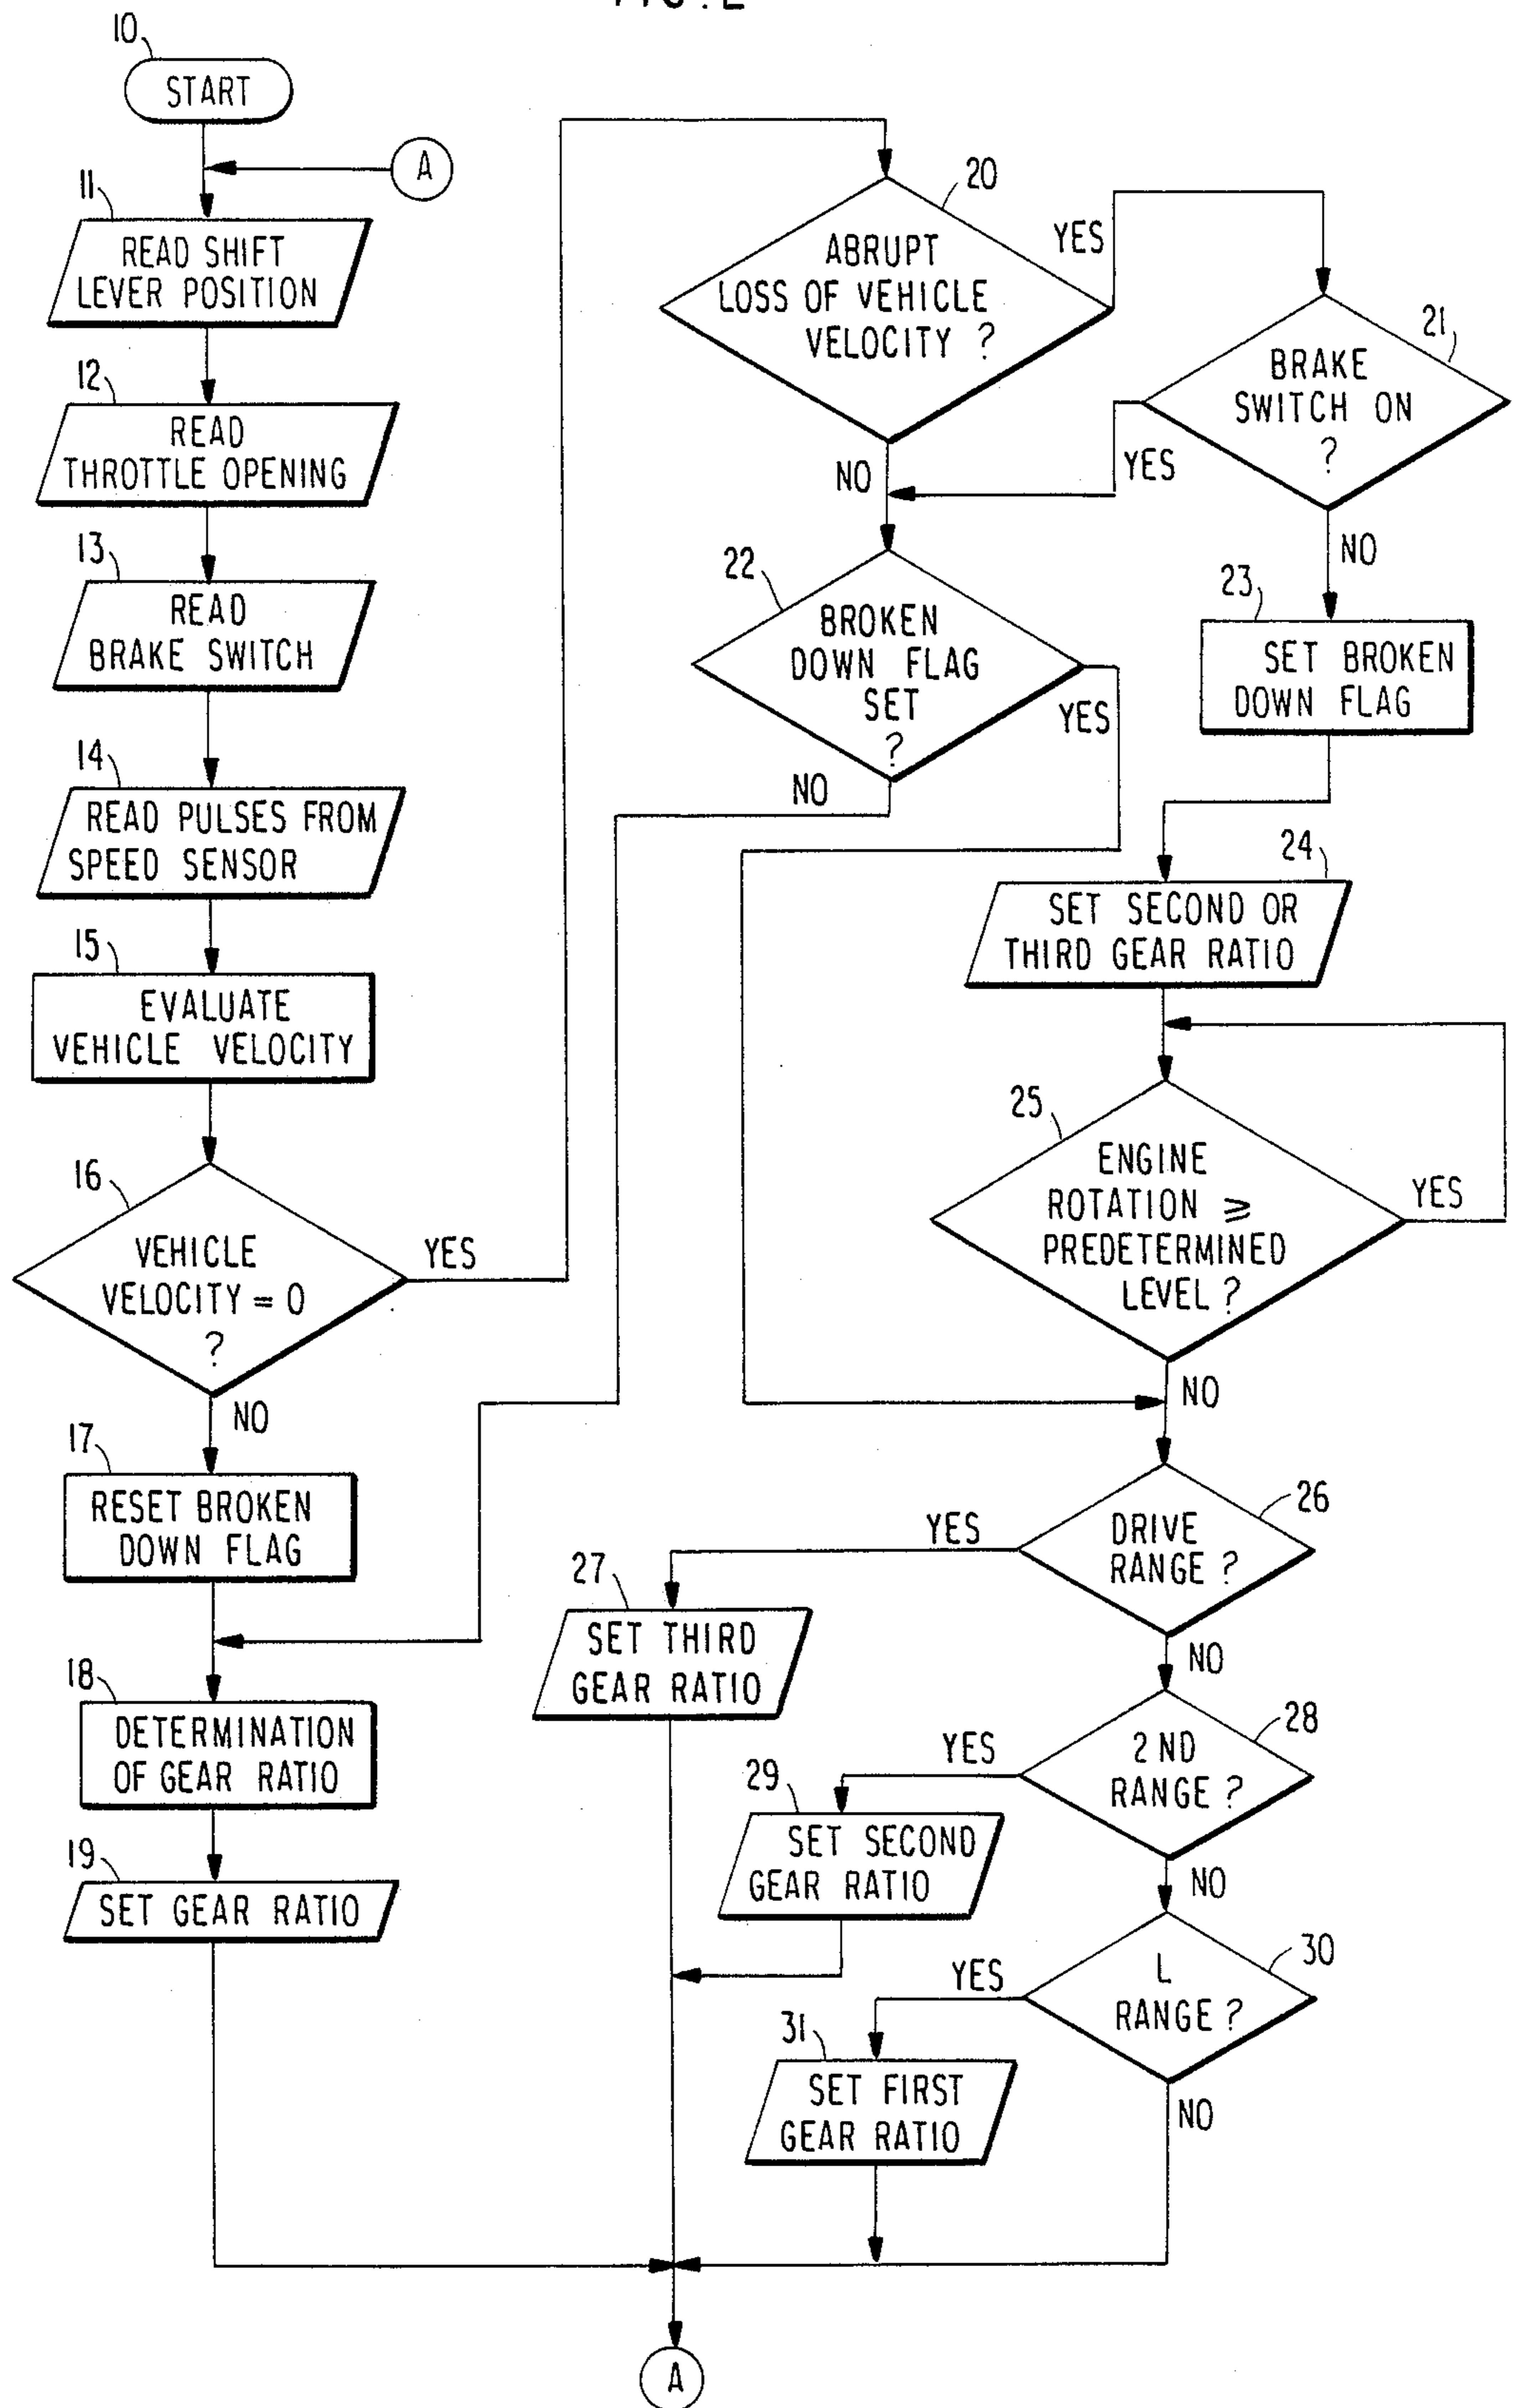 10
START
A
11
READ SHIFT
LEVER POSITION
12
READ
THROTTLE OPENING
13
READ
BRAKE SWITCH
14
READ PULSES FROM
SPEED SENSOR
15
EVALUATE
VEHICLE VELOCITY
16
VEHICLE
VELOCITY = 0
?
YES
NO
17
RESET BROKEN
DOWN FLAG
18
DETERMINATION
OF GEAR RATIO
19
SET GEAR RATIO
20
ABRUPT
LOSS OF VEHICLE
VELOCITY ?
YES
NO
21
BRAKE
SWITCH ON
?
YES
NO
22
BROKEN
DOWN FLAG
SET
?
YES
NO
23
SET BROKEN
DOWN FLAG
24
SET SECOND OR
THIRD GEAR RATIO
25
ENGINE
ROTATION ≧
PREDETERMINED
LEVEL ?
YES
NO
26
DRIVE
RANGE ?
YES
NO
27
SET THIRD
GEAR RATIO
28
2ND
RANGE ?
YES
NO
29
SET SECOND
GEAR RATIO
30
L
RANGE ?
YES
NO
31
SET FIRST
GEAR RATIO
A